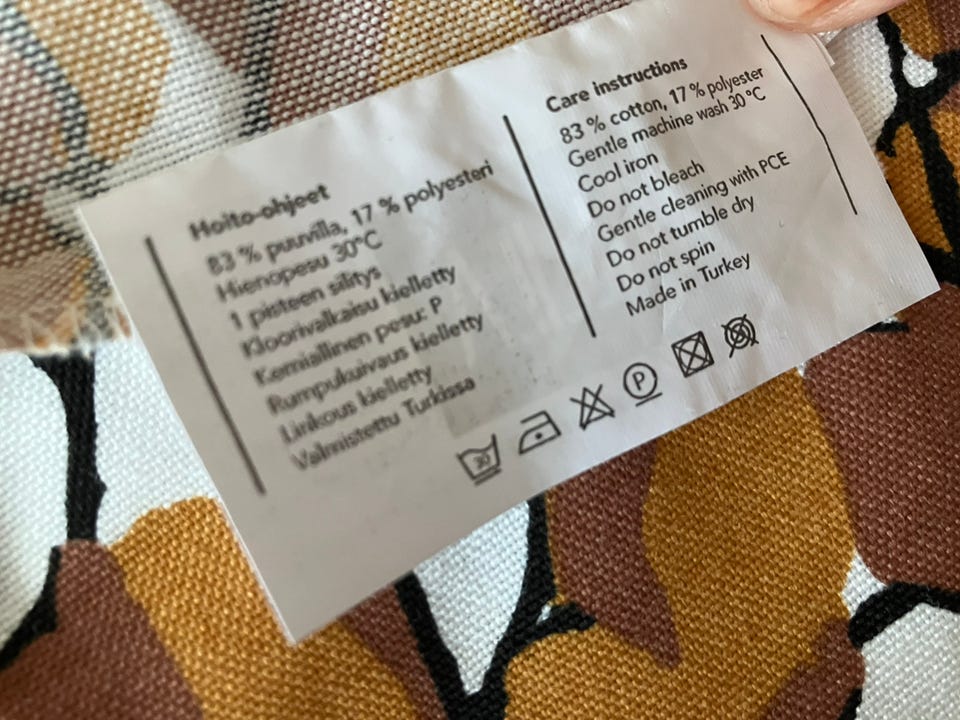 Hoito-ohjeet
83 % puuvilla, 17 % polyesteri
Hienopesu 30°C
1 pisteen silitys
Kloorivalkaisu kielletty
Kemiallinen pesu: P
Rumpukuivaus kielletty
Linkous kielletty
Valmistettu Turkissa
Care instructions
83 % cotton, 17 % polyester
Gentle machine wash 30 °C
Cool iron
Do not bleach
Gentle cleaning with PCE
Do not tumble dry
Do not spin
Made in Turkey
30
P